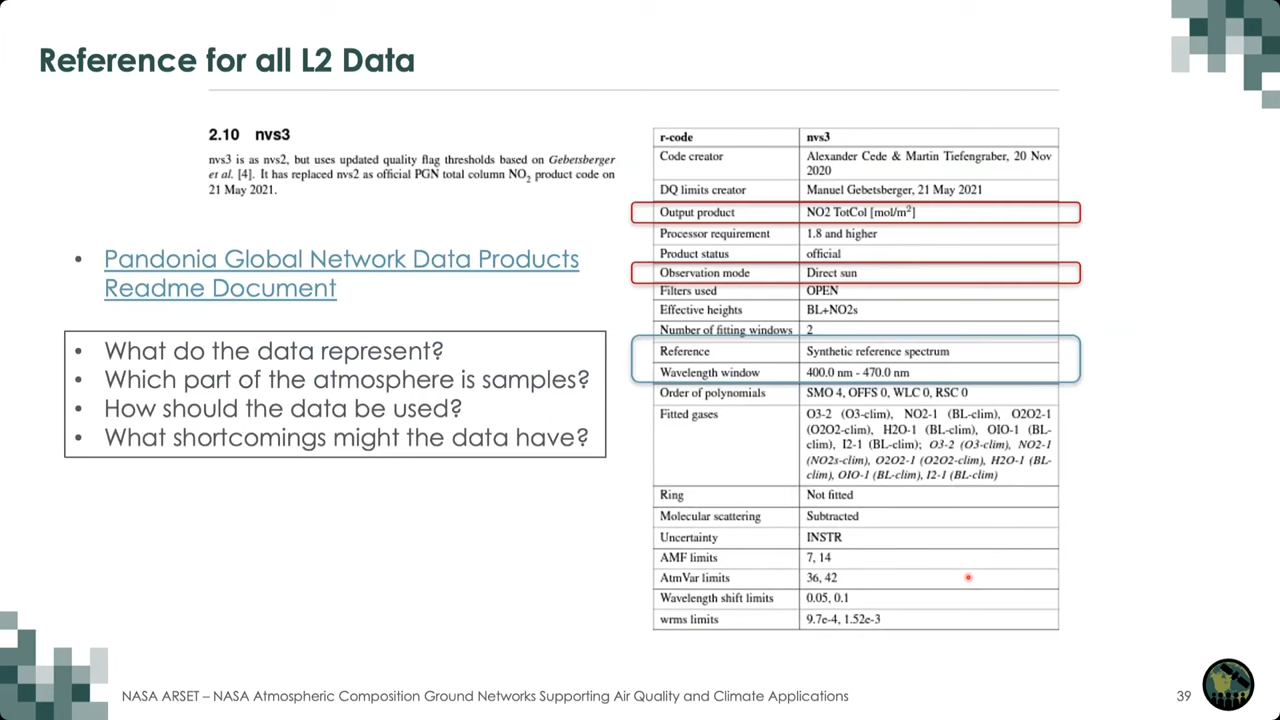 Reference for all L2 Data
2.10 nvs3
nvs3 is as nvs2, but uses updated quality flag thresholds based on Gebetsberger
et al. [4]. It has replaced nvs2 as official PGN total column NO2 product code on
21 May 2021.
• Pandonia Global Network Data Products
Readme Document
• What do the data represent?
• Which part of the atmosphere is samples?
• How should the data be used?
• What shortcomings might the data have?
r-code nvs3
Code creator Alexander Cede & Martin Tiefengraber, 20 Nov
2020
DQ limits creator Manuel Gebetsberger, 21 May 2021
Output product NO2 TotCol [mol/m²]
Processor requirement 1.8 and higher
Product status official
Observation mode Direct sun
Filters used OPEN
Effective heights BL+NO2s
Number of fitting windows 2
Reference Synthetic reference spectrum
Wavelength window 400.0 nm - 470.0 nm
Order of polynomials SMO 4, OFFS 0, WLC 0, RSC 0
Fitted gases O3-2 (O3-clim), NO2-1 (BL-clim), O2O2-1
(O2O2-clim), H2O-1 (BL-clim), OIO-1 (BL-
clim), I2-1 (BL-clim); O3-2 (O3-clim), NO2-1
(NO2s-clim), O2O2-1 (O2O2-clim), H2O-1 (BL-
clim), OIO-1 (BL-clim), I2-1 (BL-clim)
Ring Not fitted
Molecular scattering Subtracted
Uncertainty INSTR
AMF limits 7, 14
AtmVar limits 36, 42
Wavelength shift limits 0.05, 0.1
wrms limits 9.7e-4, 1.52e-3
NASA ARSET – NASA Atmospheric Composition Ground Networks Supporting Air Quality and Climate Applications
39